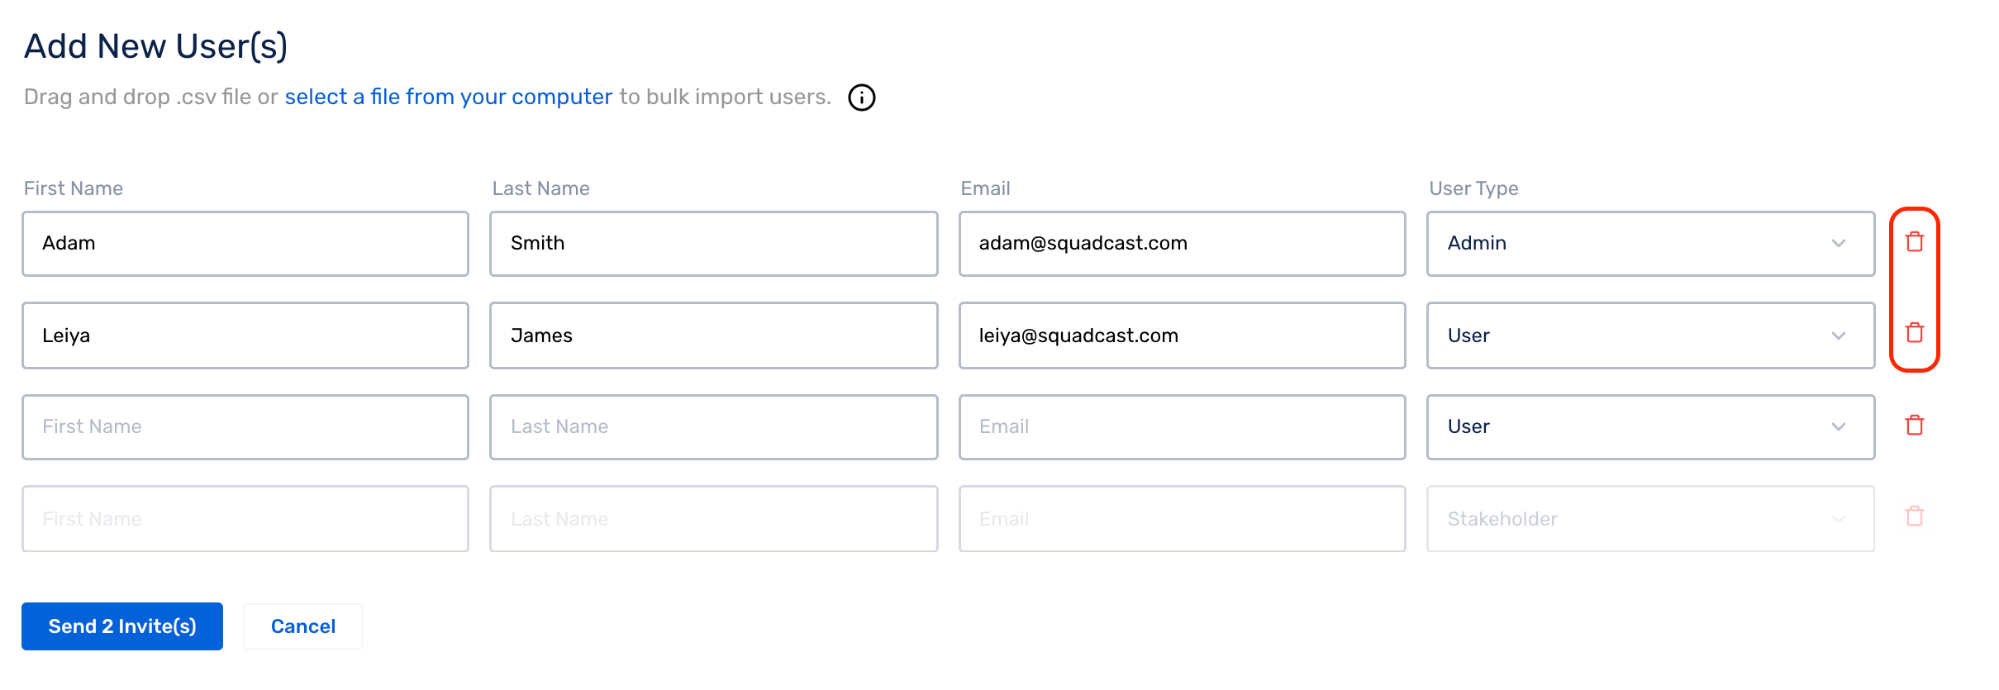 Add New User(s)
Drag and drop .csv file or select a file from your computer to bulk import users.
First Name Last Name Email User Type
Adam Smith adam@squadcast.com Admin
Leiya James leiya@squadcast.com User
First Name Last Name Email User
First Name Last Name Email Stakeholder
Send 2 Invite(s) Cancel